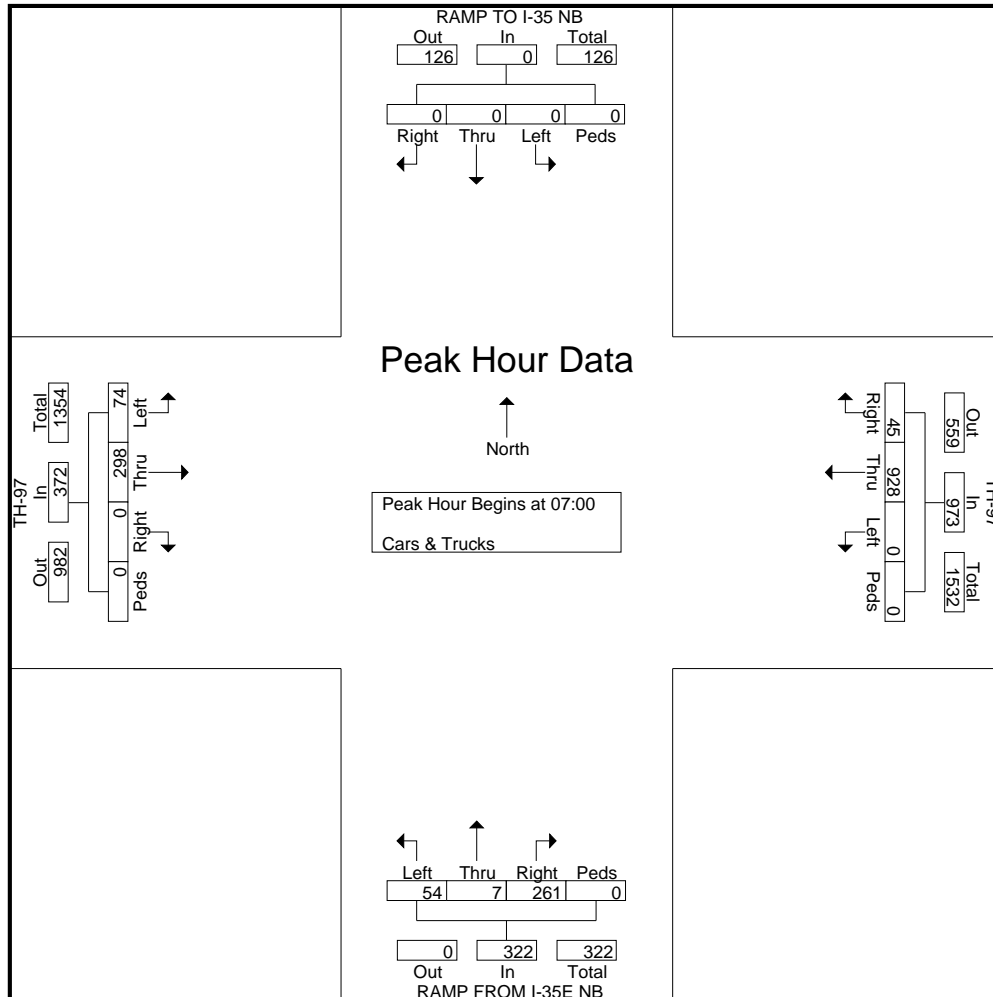 RAMP TO I-35 NB
Out In Total
126 0 126
0 0 0 0
Right Thru Left Peds
Peak Hour Data
North
Peak Hour Begins at 07:00
Cars & Trucks
TH-97
Total In Out
1354 372 982
74 298 0 0
Left Thru Right Peds
Right Thru Left Peds
45 928 0 0
Out In Total
559 973 1532
TH-97
Left Thru Right Peds
54 7 261 0
0 322 322
Out In Total
RAMP FROM I-35E NB